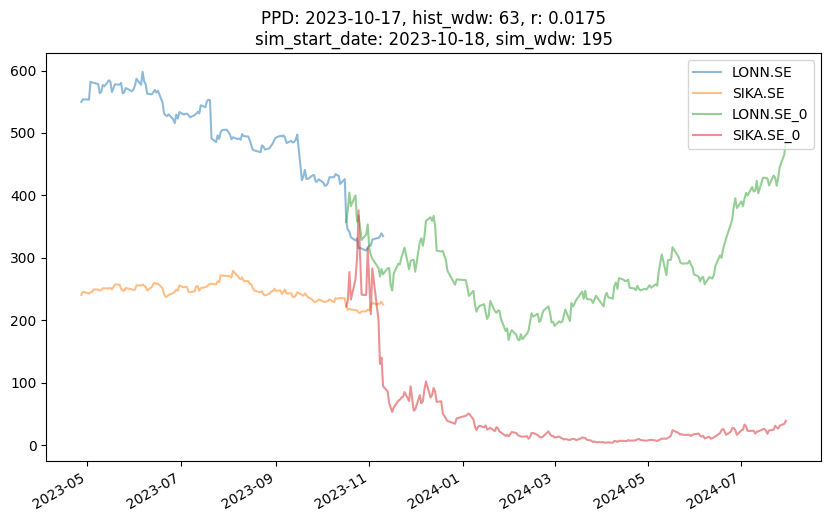 PPD: 2023-10-17, hist_wdw: 63, r: 0.0175
sim_start_date: 2023-10-18, sim_wdw: 195
LONN.SE
SIKA.SE
LONN.SE_0
SIKA.SE_0
600
500
400
300
200
100
0
2023-05
2023-07
2023-09
2023-11
2024-01
2024-03
2024-05
2024-07